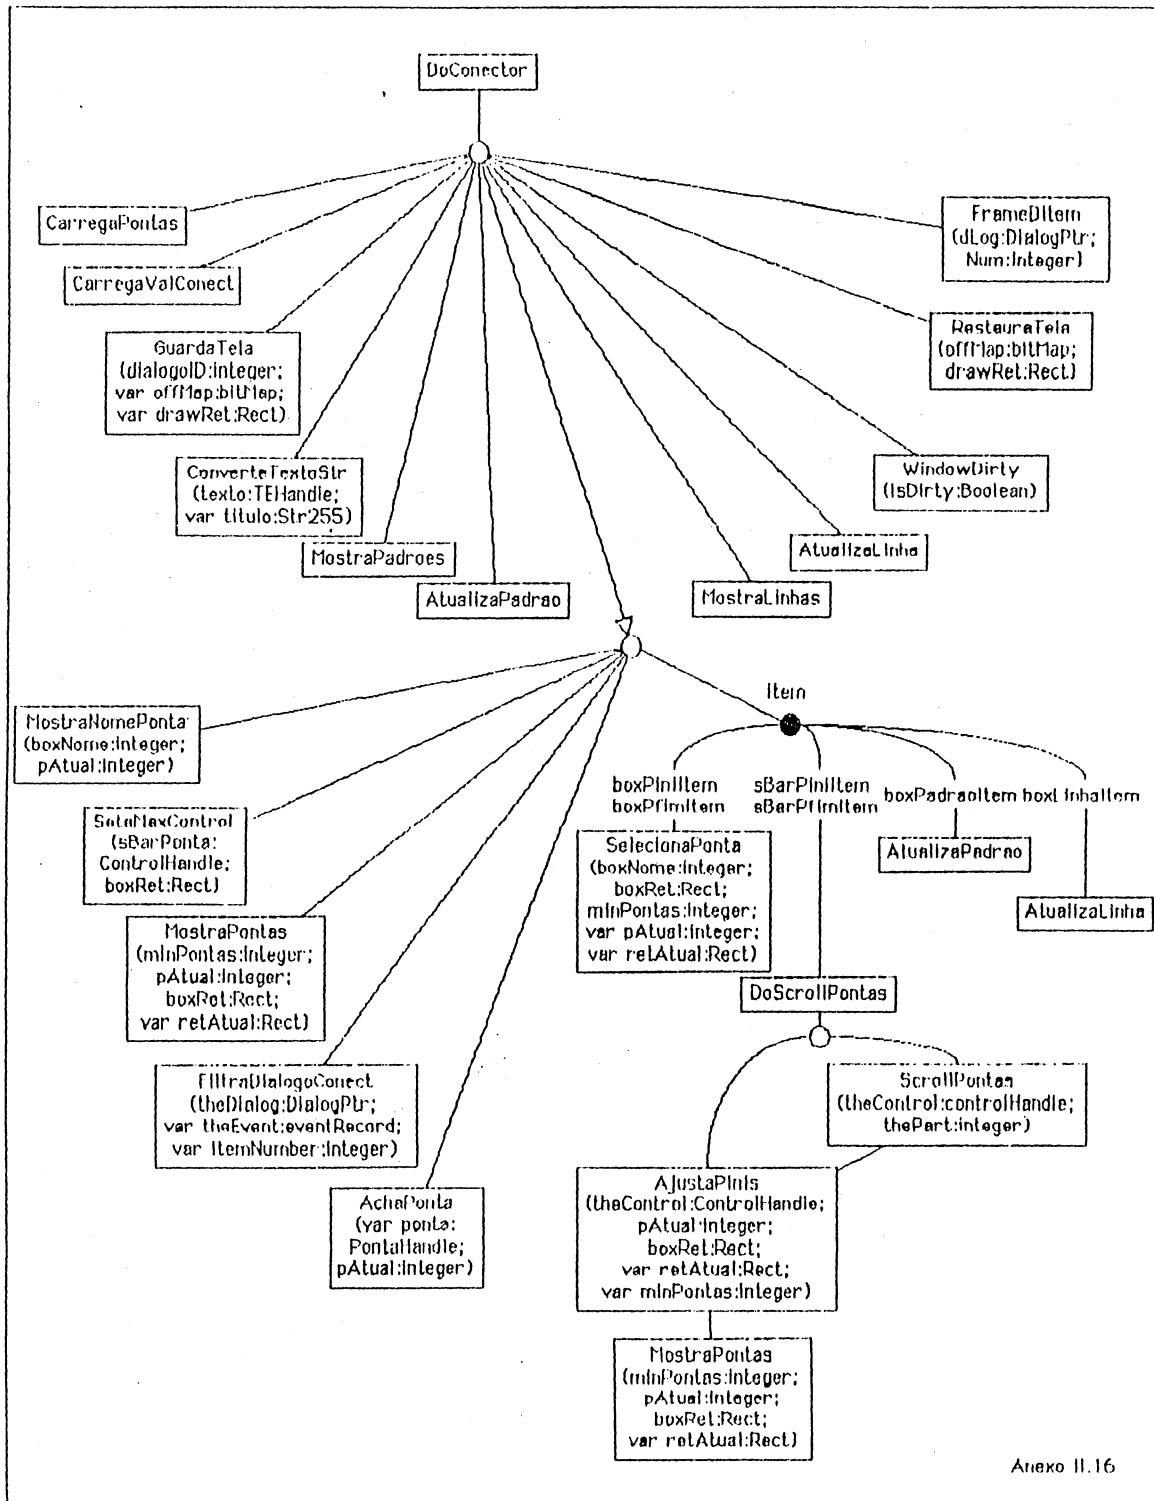 DoConector
CarregaPontas
CarregaValConect
GuardaTela
(dialogoID:Integer;
var offMap:bitMap;
var drawRet:Rect)
ConverteTextoStr
(texto:TEHandle;
var titulo:Str255)
MostraPadroes
AtualizaPadrao
MostraLinhas
AtualizaLinha
WindowDirty
(isDirty:Boolean)
RestauraTela
(offMap:bitMap;
drawRet:Rect)
FrameDItem
(dLog:DialogPtr;
Num:Integer)
MostraNomePonta
(boxNome:Integer;
pAtual:Integer)
SetaMaxControl
(sBarPonta:
ControlHandle;
boxRet:Rect)
MostraPontas
(minPontas:Integer;
pAtual:Integer;
boxRet:Rect;
var retAtual:Rect)
FiltraDialogoConect
(theDialog:DialogPtr;
var theEvent:eventRecord;
var itemNumber:Integer)
AchaPonta
(var ponta:
PontaHandle;
pAtual:Integer)
Item
boxPIniItem
boxPfimItem
sBarPIniItem
sBarPfimItem
boxPadraoItem
boxLinhaItem
SelecionaPonta
(boxNome:Integer;
boxRet:Rect;
minPontas:Integer;
var pAtual:Integer;
var retAtual:Rect)
AtualizaPadrao
AtualizaLinha
DoScrollPontas
ScrollPontas
(theControl:controlHandle;
thePart:integer)
AjustaPinis
(theControl:ControlHandle;
pAtual:Integer;
boxRet:Rect;
var retAtual:Rect;
var minPontas:Integer)
MostraPontas
(minPontas:Integer;
pAtual:Integer;
boxRet:Rect;
var retAtual:Rect)
Anexo II.16